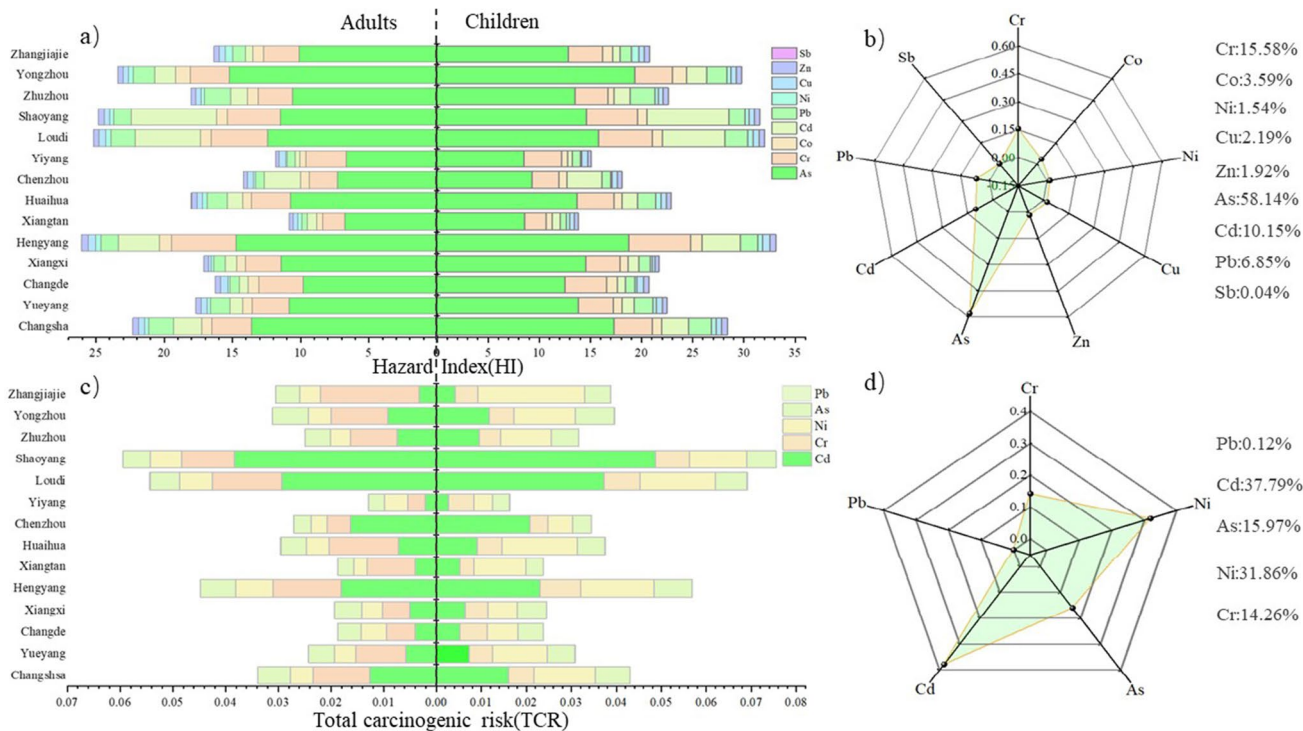 Adults
Children
a)
Zhangjiajie
Yongzhou
Zhuzhou
Shaoyang
Loudi
Yiyang
Chenzhou
Huaihua
Xiangtan
Hengyang
Xiangxi
Changde
Yueyang
Changsha
Sb
Zn
Cu
Ni
Pb
Cd
Co
Cr
As
25 20 15 10 5 0 5 10 15 20 25 30 35
Hazard Index(HI)
b)
Cr
Co
Ni
Cu
Zn
As
Cd
Pb
Sb
0.60
0.45
0.30
0.15
0.00
-0.15
Cr:15.58%
Co:3.59%
Ni:1.54%
Cu:2.19%
Zn:1.92%
As:58.14%
Cd:10.15%
Pb:6.85%
Sb:0.04%
c)
Zhangjiajie
Yongzhou
Zhuzhou
Shaoyang
Loudi
Yiyang
Chenzhou
Huaihua
Xiangtan
Hengyang
Xiangxi
Changde
Yueyang
Changshsa
Pb
As
Ni
Cr
Cd
0.07 0.06 0.05 0.04 0.03 0.02 0.01 0.00 0.01 0.02 0.03 0.04 0.05 0.06 0.07 0.08
Total carcinogenic risk(TCR)
d)
Cr
Ni
As
Cd
Pb
0.4
0.3
0.2
0.1
0.0
Pb:0.12%
Cd:37.79%
As:15.97%
Ni:31.86%
Cr:14.26%